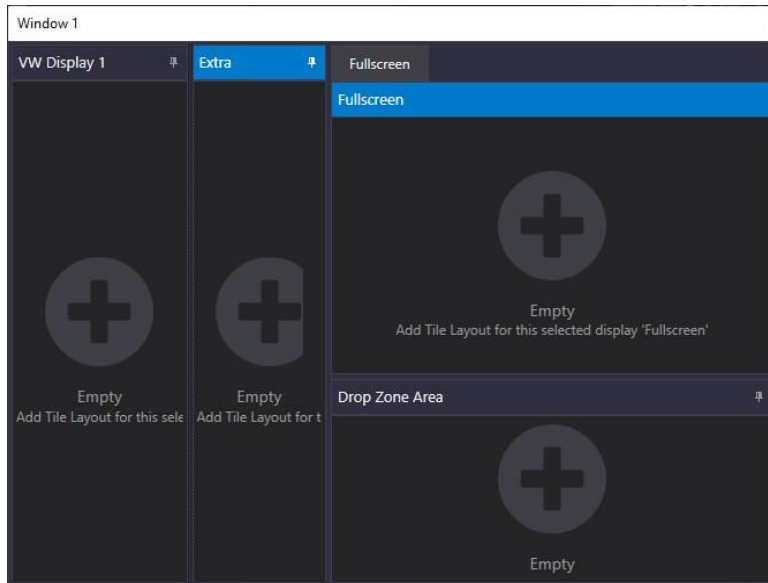 Window 1
VW Display 1
Extra
Fullscreen
Fullscreen
Empty
Add Tile Layout for this selected display 'Fullscreen'
Empty
Add Tile Layout for this sele
Empty
Add Tile Layout for t
Drop Zone Area
Empty